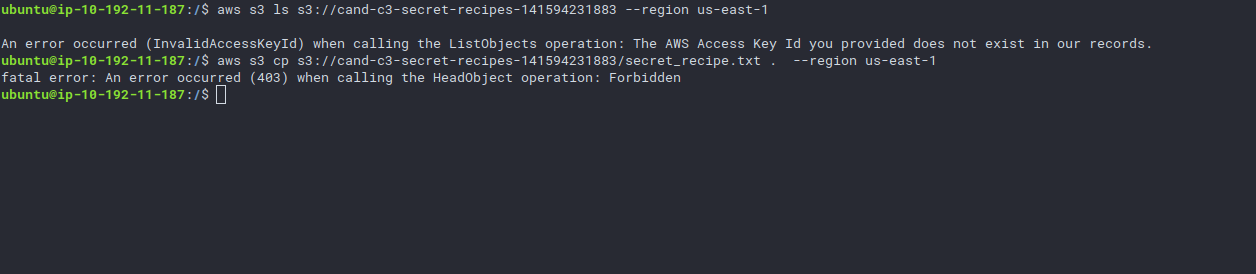 ubuntu@ip-10-192-11-187:/$ aws s3 ls s3://cand-c3-secret-recipes-141594231883 --region us-east-1
An error occurred (InvalidAccessKeyId) when calling the ListObjects operation: The AWS Access Key Id you provided does not exist in our records.
ubuntu@ip-10-192-11-187:/$ aws s3 cp s3://cand-c3-secret-recipes-141594231883/secret_recipe.txt .  --region us-east-1
fatal error: An error occurred (403) when calling the HeadObject operation: Forbidden
ubuntu@ip-10-192-11-187:/$